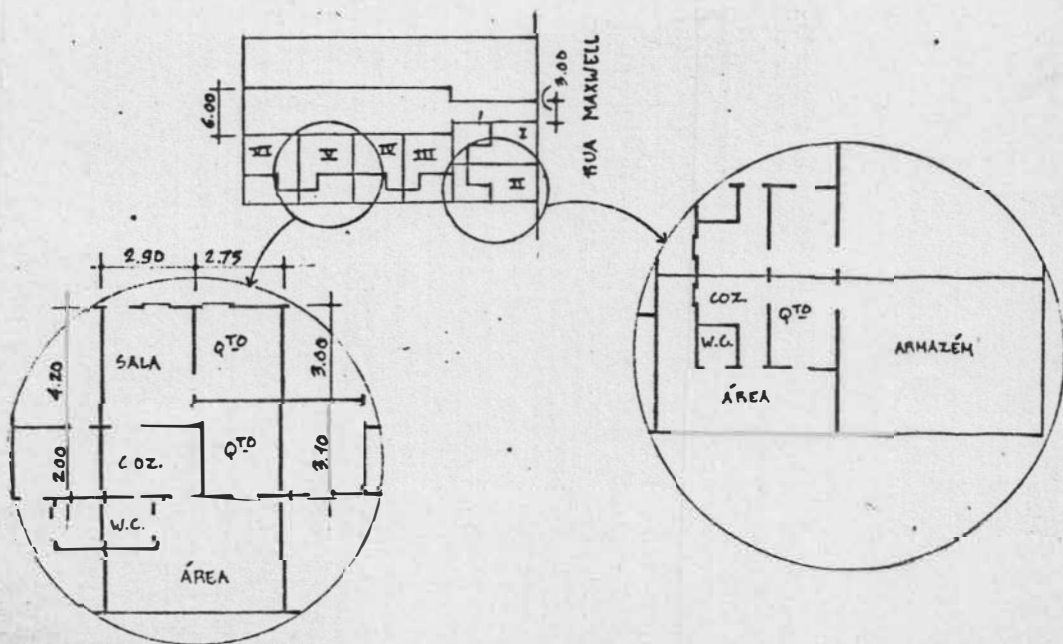 6.00
3.00
RUA MAXWELL
I
II
III
IV
V
VI
2.90
2.75
SALA
QTO
4.20
3.00
COZ.
QTO
2.00
3.10
W.C.
ÁREA
COZ.
QTO
W.C.
ÁREA
ARMAZÉM